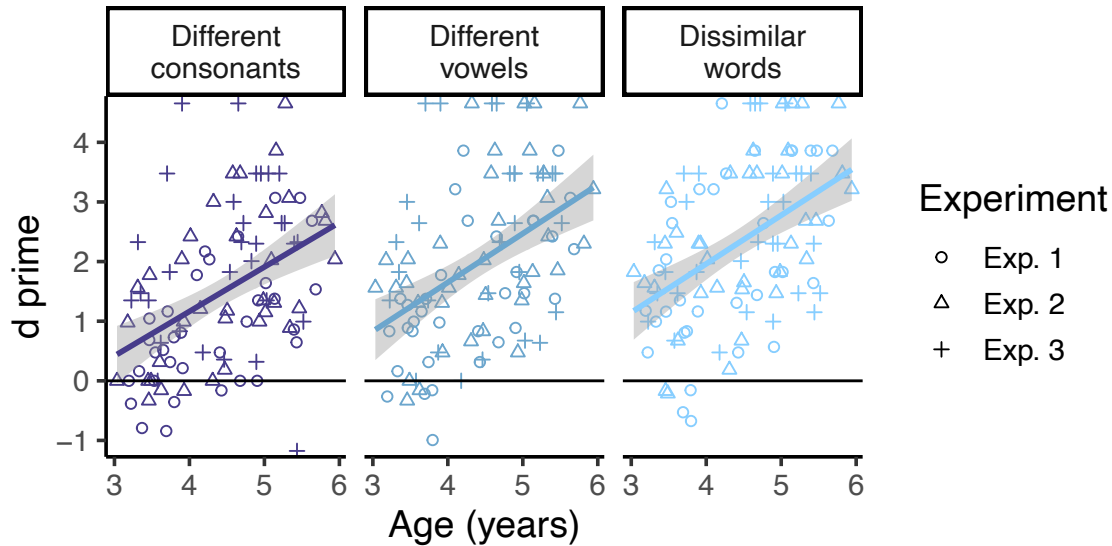 Different
consonants
Different
vowels
Dissimilar
words
d prime
4
3
2
1
0
−1
3 4 5 6
3 4 5 6
3 4 5 6
Age (years)
Experiment
Exp. 1
Exp. 2
Exp. 3